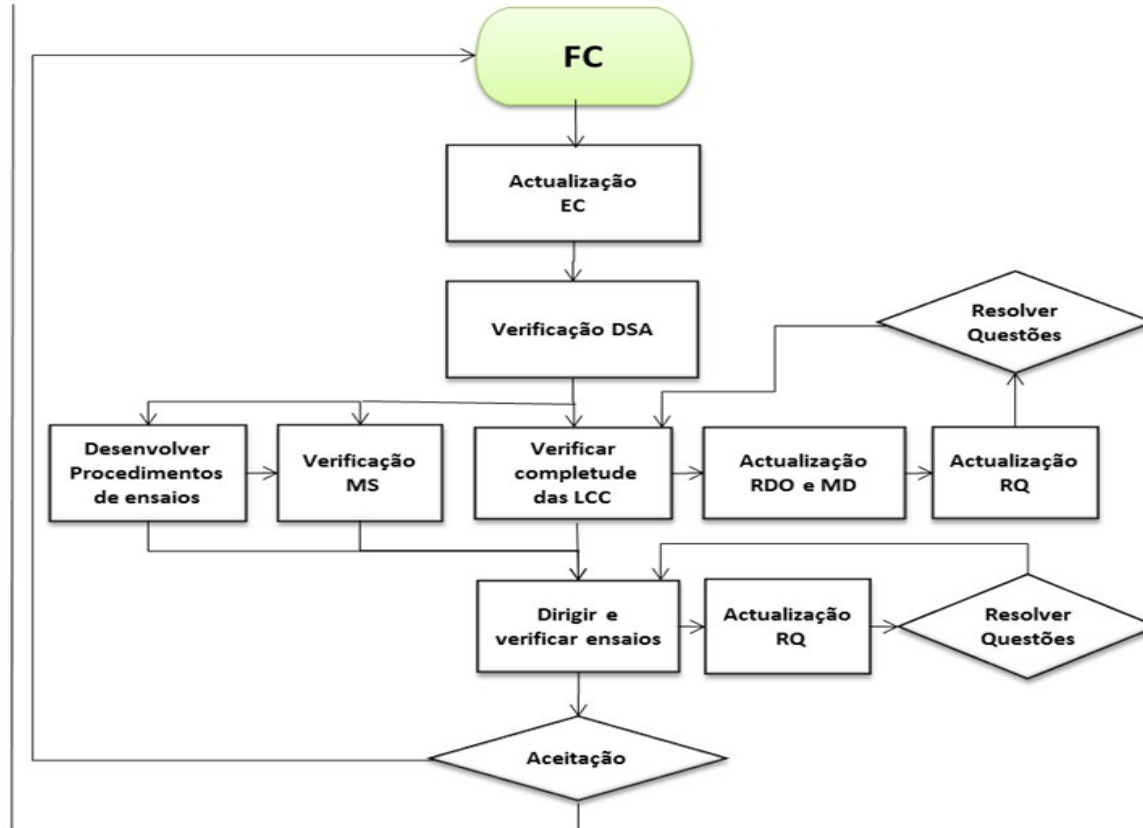 FC
Actualização
EC
Verificação DSA
Resolver
Questões
Desenvolver
Procedimentos
de ensaios
Verificação
MS
Verificar
completude
das LCC
Actualização
RDO e MD
Actualização
RQ
Dirigir e
verificar ensaios
Actualização
RQ
Resolver
Questões
Aceitação